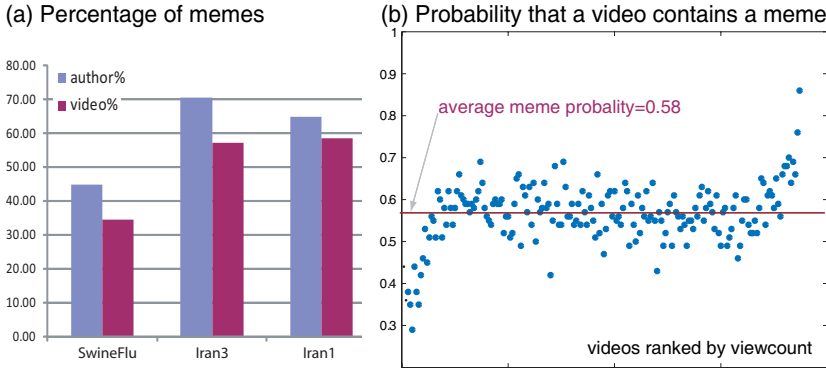 (a) Percentage of memes
80.00
70.00
60.00
50.00
40.00
30.00
20.00
10.00
0.00
author%
video%
SwineFlu
Iran3
Iran1
(b) Probability that a video contains a meme
1
0.9
0.8
0.7
0.6
0.5
0.4
0.3
average meme probality=0.58
videos ranked by viewcount